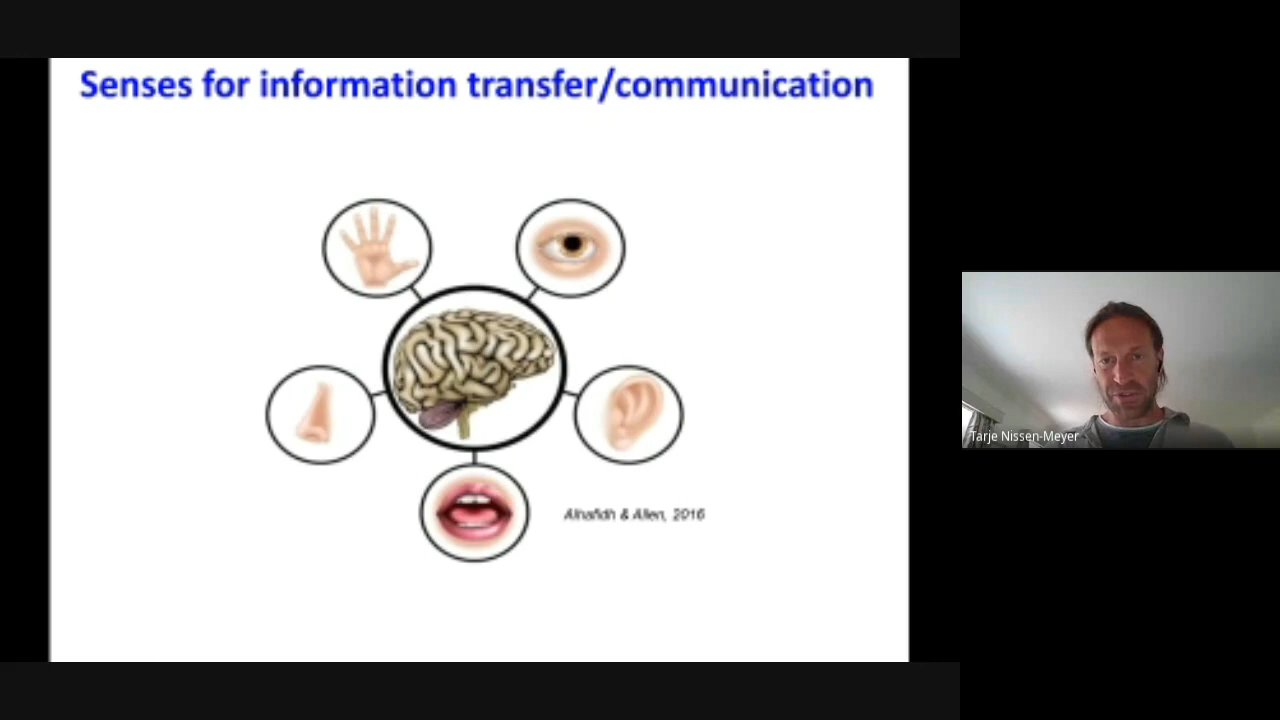 Senses for information transfer/communication
Alnafidh & Allen, 2016
Tarje Nissen-Meyer